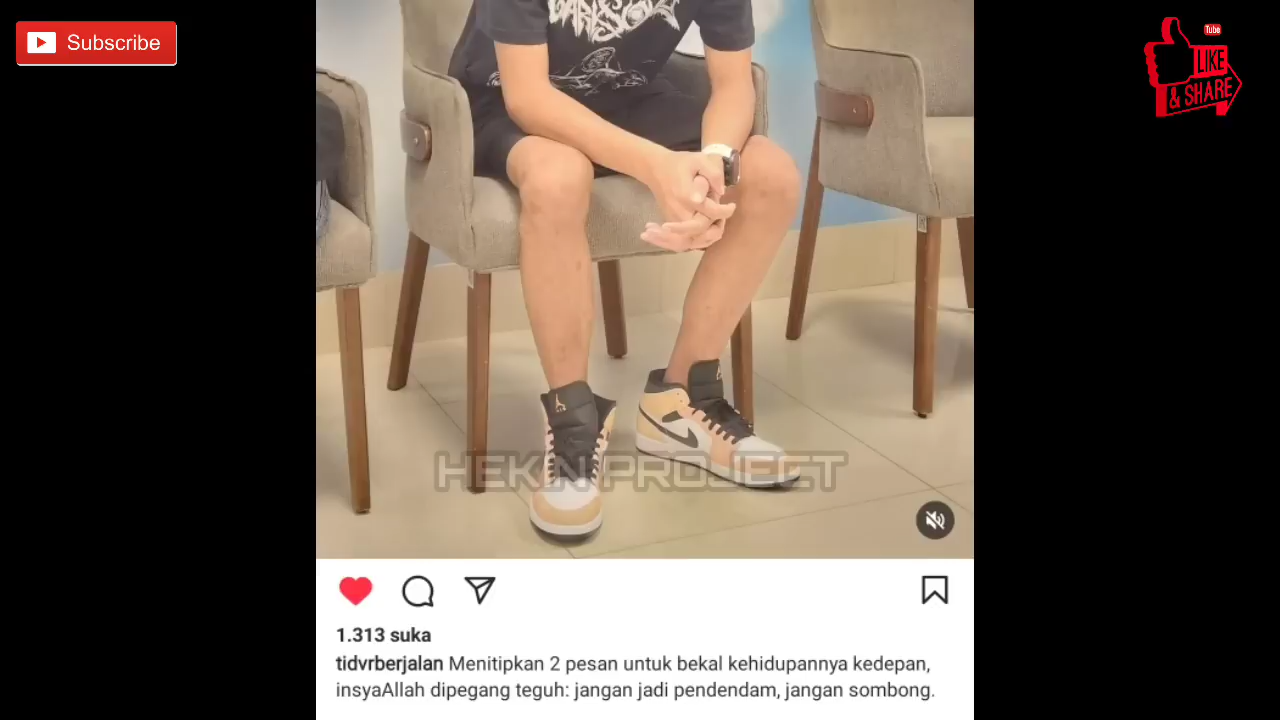 Subscribe
Tube
LIKE
& SHARE
HEKIN PROJECT
1.313 suka
tidvrberjalan Menitipkan 2 pesan untuk bekal kehidupannya kedepan,
insyaAllah dipegang teguh: jangan jadi pendendam, jangan sombong.